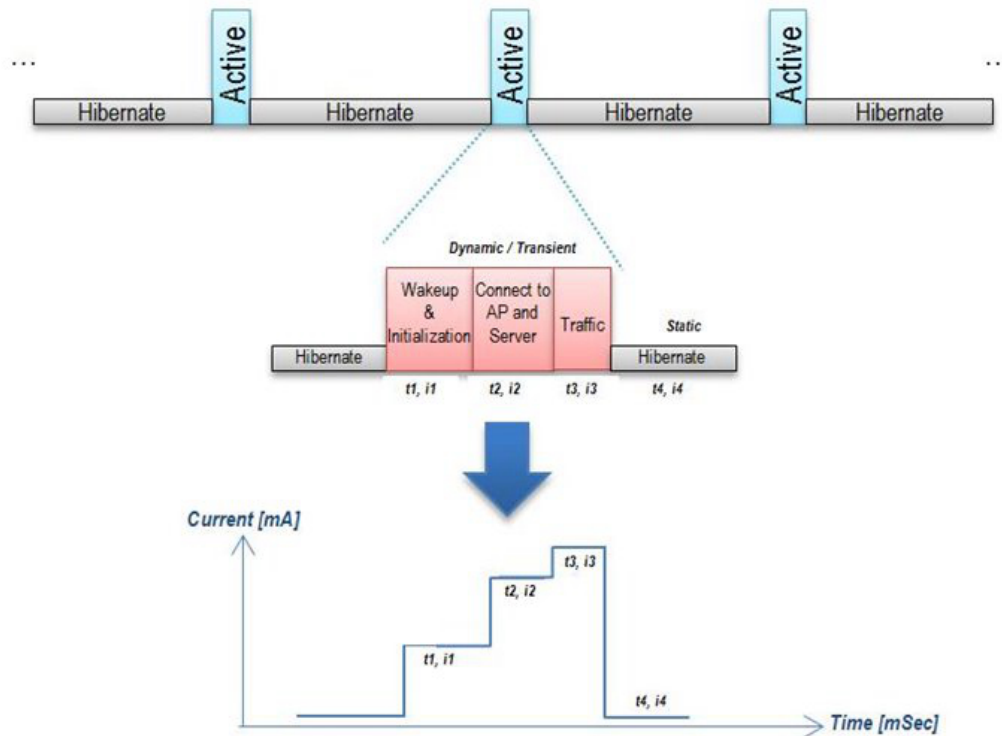 ...
Active
Active
Active
...
Hibernate
Hibernate
Hibernate
Hibernate
Dynamic / Transient
Wakeup
&
Initialization
Connect to
AP and
Server
Traffic
Static
Hibernate
Hibernate
t1, i1
t2, i2
t3, i3
t4, i4
Current [mA]
t3, i3
t2, i2
t1, i1
t4, i4
Time [mSec]